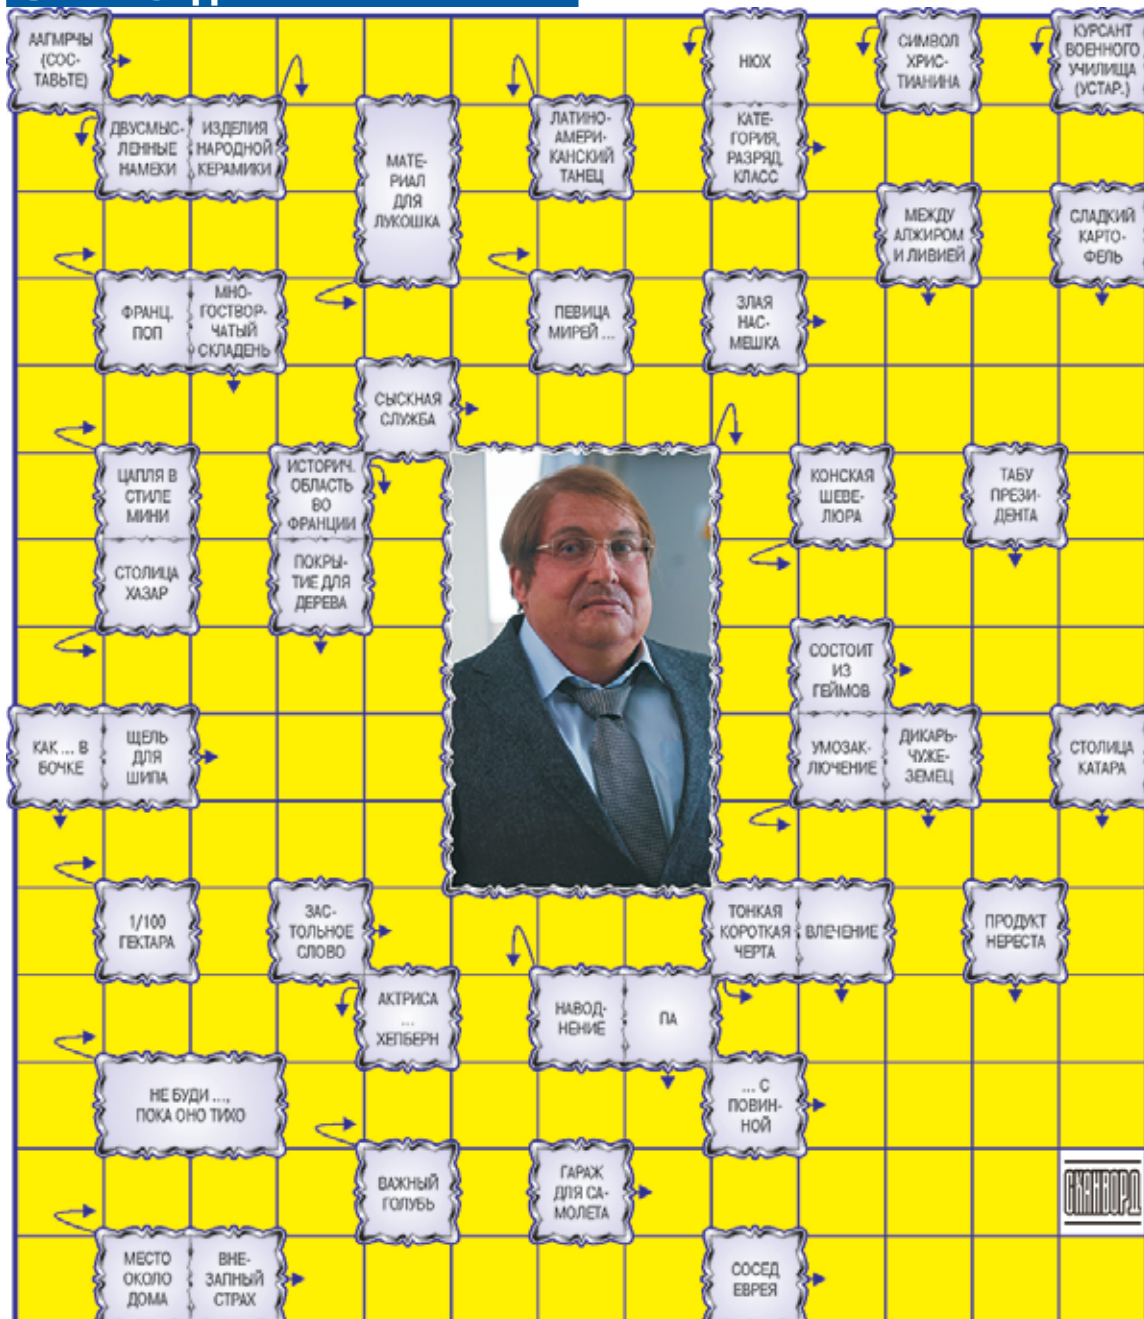 ААГМРЧЫ
(СОС-
ТАВЬТЕ)
НЮХ
СИМВОЛ
ХРИС-
ТИАНИНА
КУРСАНТ
ВОЕННОГО
УЧИЛИЩА
(УСТАР.)
ДВУСМЫС-
ЛЕННЫЕ
НАМЕКИ
ИЗДЕЛИЯ
НАРОДНОЙ
КЕРАМИКИ
МАТЕ-
РИАЛ
ДЛЯ
ЛУКОШКА
ЛАТИНО-
АМЕРИ-
КАНСКИЙ
ТАНЕЦ
КАТЕ-
ГОРИЯ,
РАЗРЯД,
КЛАСС
МЕЖДУ
АЛЖИРОМ
И ЛИВИЕЙ
СЛАДКИЙ
КАРТО-
ФЕЛЬ
ФРАНЦ.
ПОП
МНО-
ГОСТВОР-
ЧАТЫЙ
СКЛАДЕНЬ
ПЕВИЦА
МИРЕЙ ...
ЗЛАЯ
НАС-
МЕШКА
СЫСКНАЯ
СЛУЖБА
ЦАПЛЯ В
СТИЛЕ
МИНИ
ИСТОРИЧ.
ОБЛАСТЬ
ВО
ФРАНЦИИ
КОНСКАЯ
ШЕВЕ-
ЛЮРА
ТАБУ
ПРЕЗИ-
ДЕНТА
СТОЛИЦА
ХАЗАР
ПОКРЫ-
ТИЕ ДЛЯ
ДЕРЕВА
СОСТОИТ
ИЗ
ГЕЙМОВ
КАК ... В
БОЧКЕ
ЩЕЛЬ
ДЛЯ
ШИПА
УМОЗАК-
ЛЮЧЕНИЕ
ДИКАРЬ-
ЧУЖЕ-
ЗЕМЕЦ
СТОЛИЦА
КАТАРА
1/100
ГЕКТАРА
ЗАС-
ТОЛЬНОЕ
СЛОВО
ТОНКАЯ
КОРОТКАЯ
ЧЕРТА
ВЛЕЧЕНИЕ
ПРОДУКТ
НЕРЕСТА
АКТРИСА
...
ХЕПБЕРН
НАВОД-
НЕНИЕ
ПА
НЕ БУДИ ...,
ПОКА ОНО ТИХО
... С
ПОВИН-
НОЙ
ВАЖНЫЙ
ГОЛУБЬ
ГАРАЖ
ДЛЯ СА-
МОЛЕТА
СКАНВОРД
МЕСТО
ОКОЛО
ДОМА
ВНЕ-
ЗАПНЫЙ
СТРАХ
СОСЕД
ЕВРЕЯ